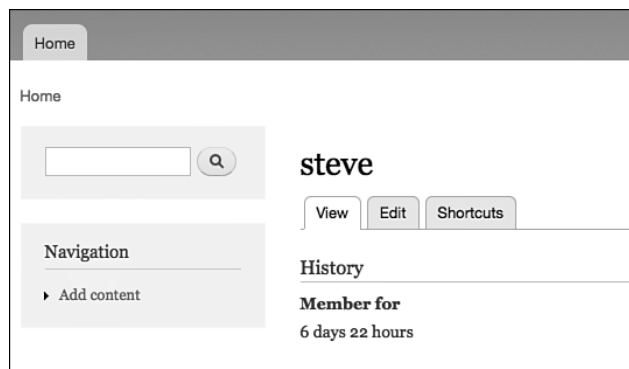 Home
Home
steve
View Edit Shortcuts
Navigation
Add content
History
Member for
6 days 22 hours